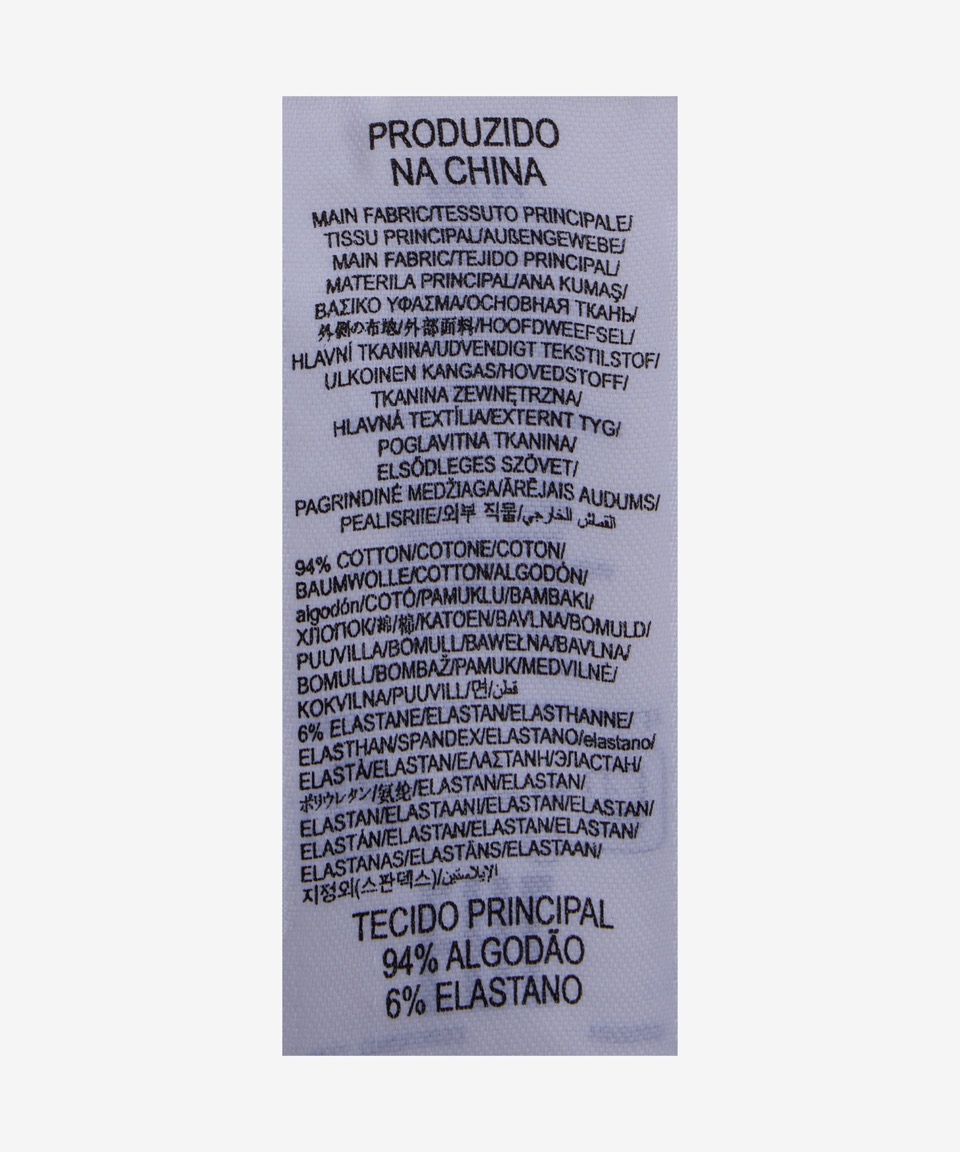 PRODUZIDO
NA CHINA
MAIN FABRIC/TESSUTO PRINCIPALE/
TISSU PRINCIPAL/AUßENGEWEBE/
MAIN FABRIC/TEJIDO PRINCIPAL/
MATERILA PRINCIPAL/ANA KUMAŞ/
ΒΑΣΙΚΟ ΥΦΑΣΜΑ/ОСНОВНАЯ ТКАНЬ/
外側の布地/外部面料/HOOFDWEEFSEL/
HLAVNÍ TKANINA/UDVENDIGT TEKSTILSTOF/
ULKOINEN KANGAS/HOVEDSTOFF/
TKANINA ZEWNĘTRZNA/
HLAVNÁ TEXTÍLIA/EXTERNT TYG/
POGLAVITNA TKANINA/
ELSŐDLEGES SZÖVET/
PAGRINDINĖ MEDŽIAGA/ĀRĒJAIS AUDUMS/
PEALISRIIE/외부 직물/القماش الخارجي
94% COTTON/COTONE/COTON/
BAUMWOLLE/COTTON/ALGODÓN/
algodón/COTÓ/PAMUKLU/BAMBAKI/
ХЛОПОК/綿/棉/KATOEN/BAVLNA/BOMULD/
PUUVILLA/BOMULL/BAWEŁNA/BAVLNA/
BOMULL/BOMBAŽ/PAMUK/MEDVILNĖ/
KOKVILNA/PUUVILL/면/قطن
6% ELASTANE/ELASTAN/ELASTHANNE/
ELASTHAN/SPANDEX/ELASTANO/elastano/
ELASTÀ/ELASTAN/ΕΛΑΣΤΑΝΗ/ЭЛАСТАН/
ポリウレタン/氨纶/ELASTAN/ELASTAN/
ELASTAN/ELASTAANI/ELASTAN/ELASTAN/
ELASTÁN/ELASTAN/ELASTAN/ELASTAN/
ELASTANAS/ELASTĀNS/ELASTAAN/
지정외(스판덱스)/الإيلاستين
TECIDO PRINCIPAL
94% ALGODÃO
6% ELASTANO